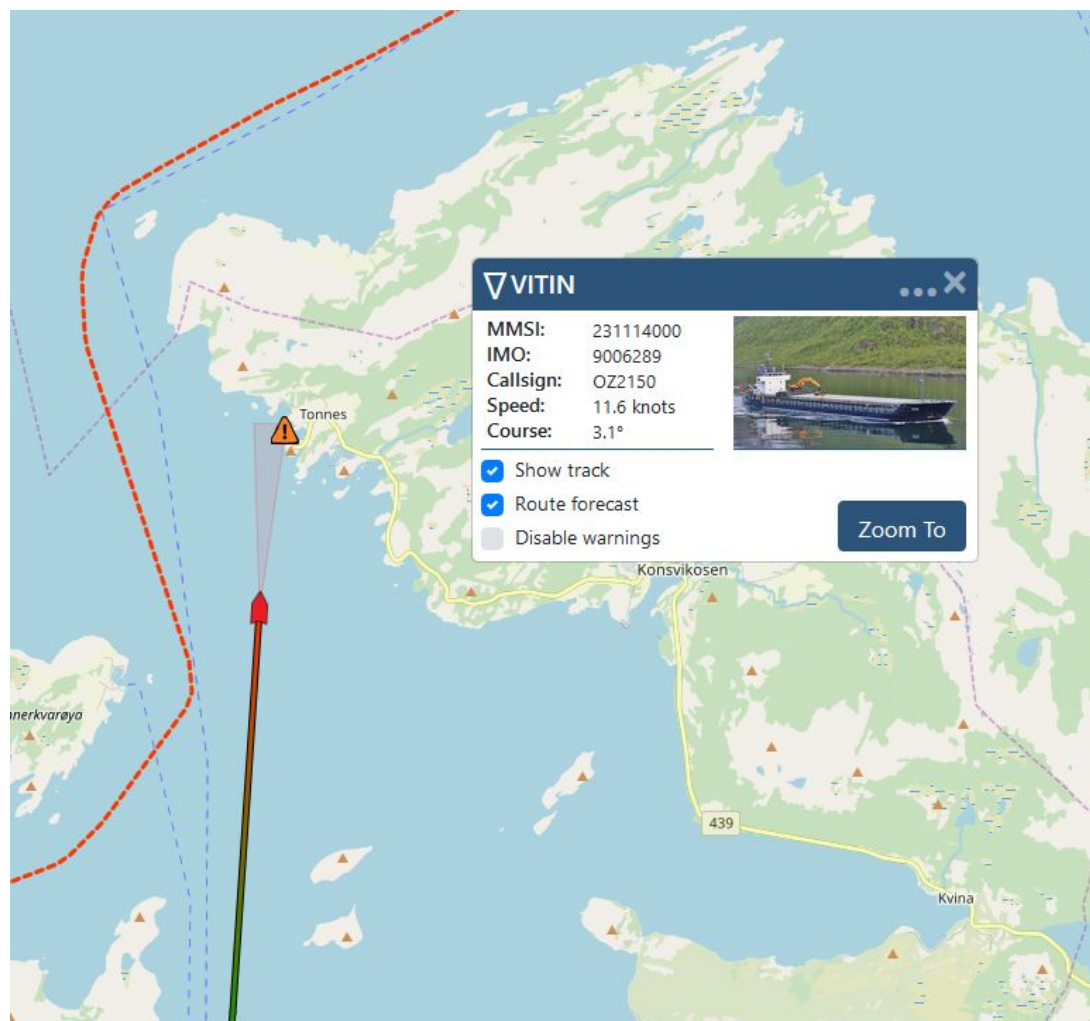 VITIN
MMSI: 231114000
IMO: 9006289
Callsign: OZ2150
Speed: 11.6 knots
Course: 3.1°
Show track
Route forecast
Disable warnings
Zoom To
Tonnes
Konsvikosen
nnerkvarøya
439
Kvina